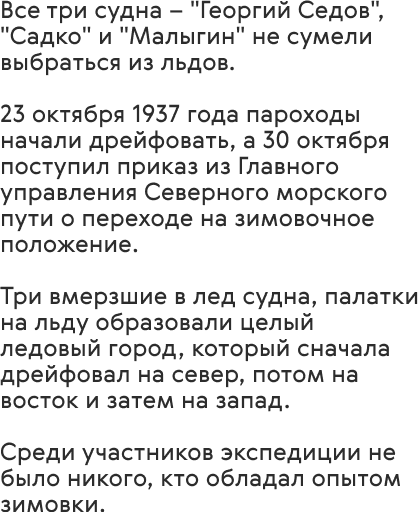 Все три судна – "Георгий Седов",
"Садко" и "Малыгин" не сумели
выбраться из льдов.
23 октября 1937 года пароходы
начали дрейфовать, а 30 октября
поступил приказ из Главного
управления Северного морского
пути о переходе на зимовочное
положение.
Три вмерзшие в лед судна, палатки
на льду образовали целый
ледовый город, который сначала
дрейфовал на север, потом на
восток и затем на запад.
Среди участников экспедиции не
было никого, кто обладал опытом
зимовки.